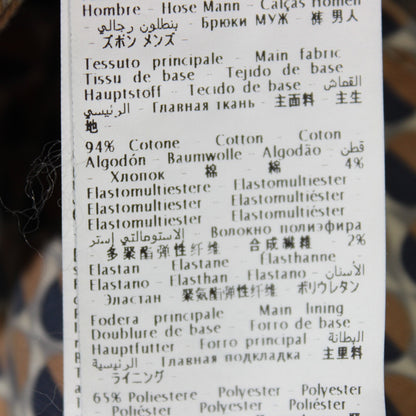 Hombre - Hose Mann - Calças Homen
- بنطلون رجالي - Брюки МУЖ - 裤 男人
- ズボン メンズ -
Tessuto principale - Main fabric
Tissu de base - Tejido de base
Hauptstoff - Tecido de base - القماش
الرئيسي - Главная ткань - 主面料 - 主生
地 -
94% Cotone Cotton - Coton
Algodón - Baumwolle - Algodão - قطن
- Хлопок 棉 - 綿 - 4%
Elastomultiestere - Elastomultiester
Elastomultiester - Elastomultiéster
Elastomultiester - Elastomultiester
الاستومالتي إستر - Волокно полиэфира
- 多聚酯弹性纤维 - 合成繊維 - 2%
Elastan Elastane - Elasthanne
Elastano - Elasthan - Elastano - الأستان
- Эластан - 聚氨酯弹性纤维 - ポリウレタン
Fodera principale - Main lining
Doublure de base - Forro de base -
Hauptfutter - Forro principal - البطانة
الرئيسية - Главная подкладка - 主里料
- ライニング -
65% Poliestere Polyester - Polyester
Poliéster Polyester Poliéster